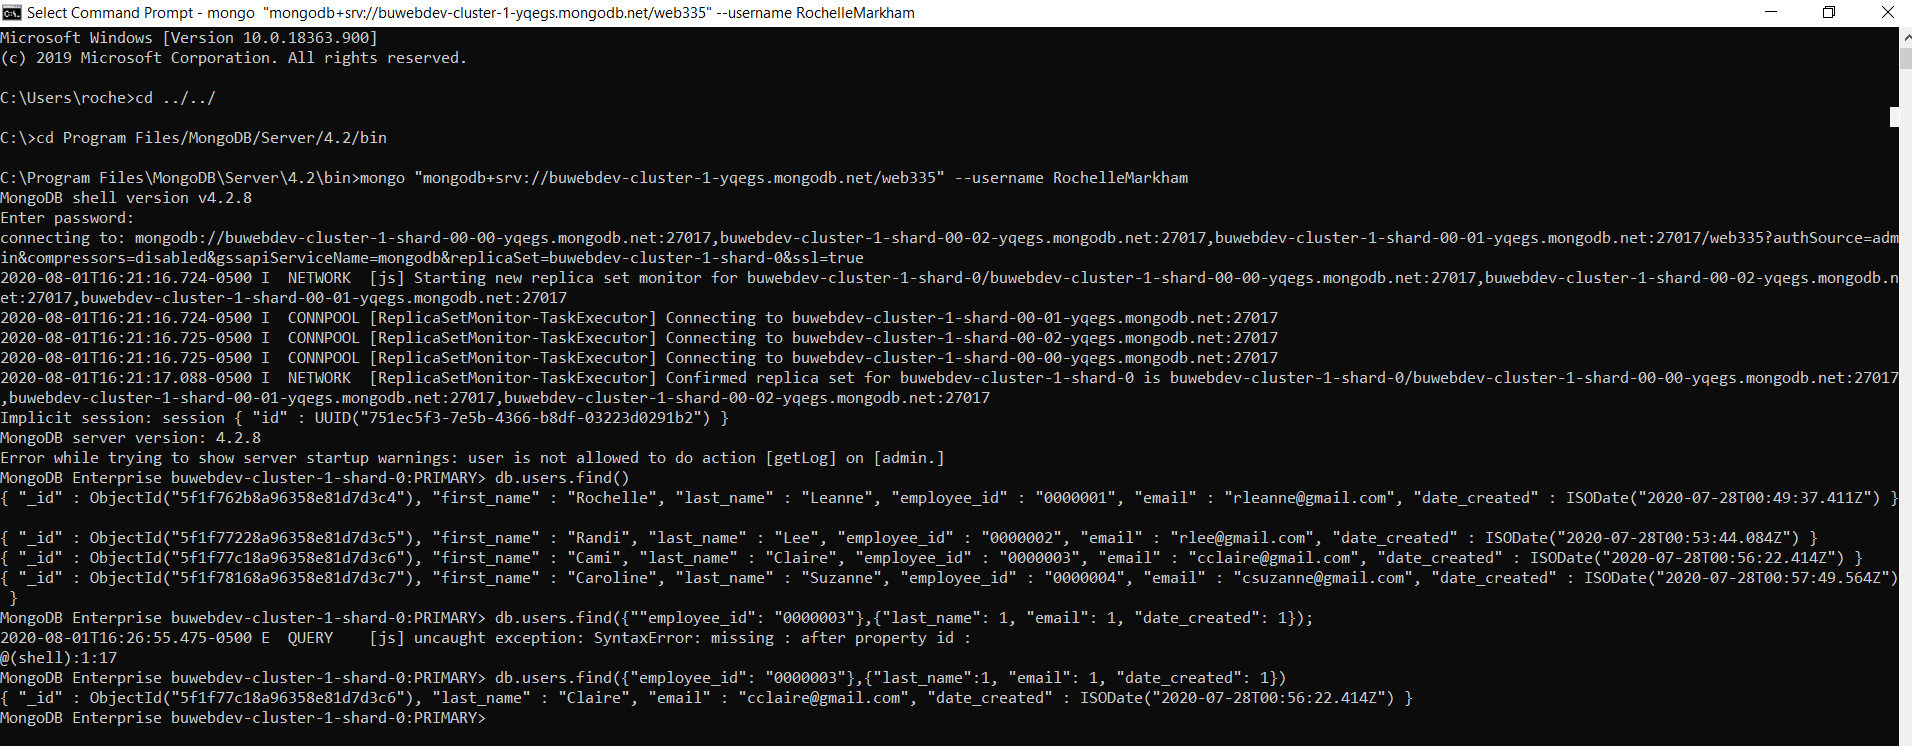 Select Command Prompt - mongo  "mongodb+srv://buwebdev-cluster-1-yqegs.mongodb.net/web335" --username RochelleMarkham
Microsoft Windows [Version 10.0.18363.900]
(c) 2019 Microsoft Corporation. All rights reserved.
C:\Users\roche>cd ../../
C:\>cd Program Files/MongoDB/Server/4.2/bin
C:\Program Files\MongoDB\Server\4.2\bin>mongo "mongodb+srv://buwebdev-cluster-1-yqegs.mongodb.net/web335" --username RochelleMarkham
MongoDB shell version v4.2.8
Enter password:
connecting to: mongodb://buwebdev-cluster-1-shard-00-00-yqegs.mongodb.net:27017,buwebdev-cluster-1-shard-00-02-yqegs.mongodb.net:27017,buwebdev-cluster-1-shard-00-01-yqegs.mongodb.net:27017/web335?authSource=adm
in&compressors=disabled&gssapiServiceName=mongodb&replicaSet=buwebdev-cluster-1-shard-0&ssl=true
2020-08-01T16:21:16.724-0500 I  NETWORK  [js] Starting new replica set monitor for buwebdev-cluster-1-shard-0/buwebdev-cluster-1-shard-00-00-yqegs.mongodb.net:27017,buwebdev-cluster-1-shard-00-02-yqegs.mongodb.n
et:27017,buwebdev-cluster-1-shard-00-01-yqegs.mongodb.net:27017
2020-08-01T16:21:16.724-0500 I  CONNPOOL [ReplicaSetMonitor-TaskExecutor] Connecting to buwebdev-cluster-1-shard-00-01-yqegs.mongodb.net:27017
2020-08-01T16:21:16.725-0500 I  CONNPOOL [ReplicaSetMonitor-TaskExecutor] Connecting to buwebdev-cluster-1-shard-00-02-yqegs.mongodb.net:27017
2020-08-01T16:21:16.725-0500 I  CONNPOOL [ReplicaSetMonitor-TaskExecutor] Connecting to buwebdev-cluster-1-shard-00-00-yqegs.mongodb.net:27017
2020-08-01T16:21:17.088-0500 I  NETWORK  [ReplicaSetMonitor-TaskExecutor] Confirmed replica set for buwebdev-cluster-1-shard-0 is buwebdev-cluster-1-shard-0/buwebdev-cluster-1-shard-00-00-yqegs.mongodb.net:27017
,buwebdev-cluster-1-shard-00-01-yqegs.mongodb.net:27017,buwebdev-cluster-1-shard-00-02-yqegs.mongodb.net:27017
Implicit session: session { "id" : UUID("751ec5f3-7e5b-4366-b8df-03223d0291b2") }
MongoDB server version: 4.2.8
Error while trying to show server startup warnings: user is not allowed to do action [getLog] on [admin.]
MongoDB Enterprise buwebdev-cluster-1-shard-0:PRIMARY> db.users.find()
{ "_id" : ObjectId("5f1f762b8a96358e81d7d3c4"), "first_name" : "Rochelle", "last_name" : "Leanne", "employee_id" : "0000001", "email" : "rleanne@gmail.com", "date_created" : ISODate("2020-07-28T00:49:37.411Z") }
{ "_id" : ObjectId("5f1f77228a96358e81d7d3c5"), "first_name" : "Randi", "last_name" : "Lee", "employee_id" : "0000002", "email" : "rlee@gmail.com", "date_created" : ISODate("2020-07-28T00:53:44.084Z") }
{ "_id" : ObjectId("5f1f77c18a96358e81d7d3c6"), "first_name" : "Cami", "last_name" : "Claire", "employee_id" : "0000003", "email" : "cclaire@gmail.com", "date_created" : ISODate("2020-07-28T00:56:22.414Z") }
{ "_id" : ObjectId("5f1f78168a96358e81d7d3c7"), "first_name" : "Caroline", "last_name" : "Suzanne", "employee_id" : "0000004", "email" : "csuzanne@gmail.com", "date_created" : ISODate("2020-07-28T00:57:49.564Z")
}
MongoDB Enterprise buwebdev-cluster-1-shard-0:PRIMARY> db.users.find({""employee_id": "0000003"},{"last_name": 1, "email": 1, "date_created": 1});
2020-08-01T16:26:55.475-0500 E  QUERY    [js] uncaught exception: SyntaxError: missing : after property id :
@(shell):1:17
MongoDB Enterprise buwebdev-cluster-1-shard-0:PRIMARY> db.users.find({"employee_id": "0000003"},{"last_name":1, "email": 1, "date_created": 1})
{ "_id" : ObjectId("5f1f77c18a96358e81d7d3c6"), "last_name" : "Claire", "email" : "cclaire@gmail.com", "date_created" : ISODate("2020-07-28T00:56:22.414Z") }
MongoDB Enterprise buwebdev-cluster-1-shard-0:PRIMARY>